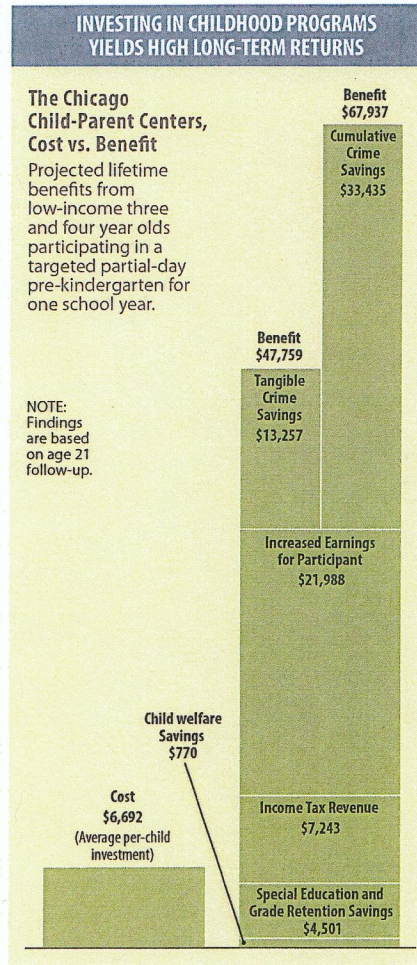 INVESTING IN CHILDHOOD PROGRAMS
YIELDS HIGH LONG-TERM RETURNS
The Chicago
Child-Parent Centers,
Cost vs. Benefit
Projected lifetime
benefits from
low-income three
and four year olds
participating in a
targeted partial-day
pre-kindergarten for
one school year.
NOTE:
Findings
are based
on age 21
follow-up.
Benefit
$67,937
Cumulative
Crime
Savings
$33,435
Benefit
$47,759
Tangible
Crime
Savings
$13,257
Increased Earnings
for Participant
$21,988
Child welfare
Savings
$770
Cost
$6,692
(Average per-child
investment)
Income Tax Revenue
$7,243
Special Education and
Grade Retention Savings
$4,501